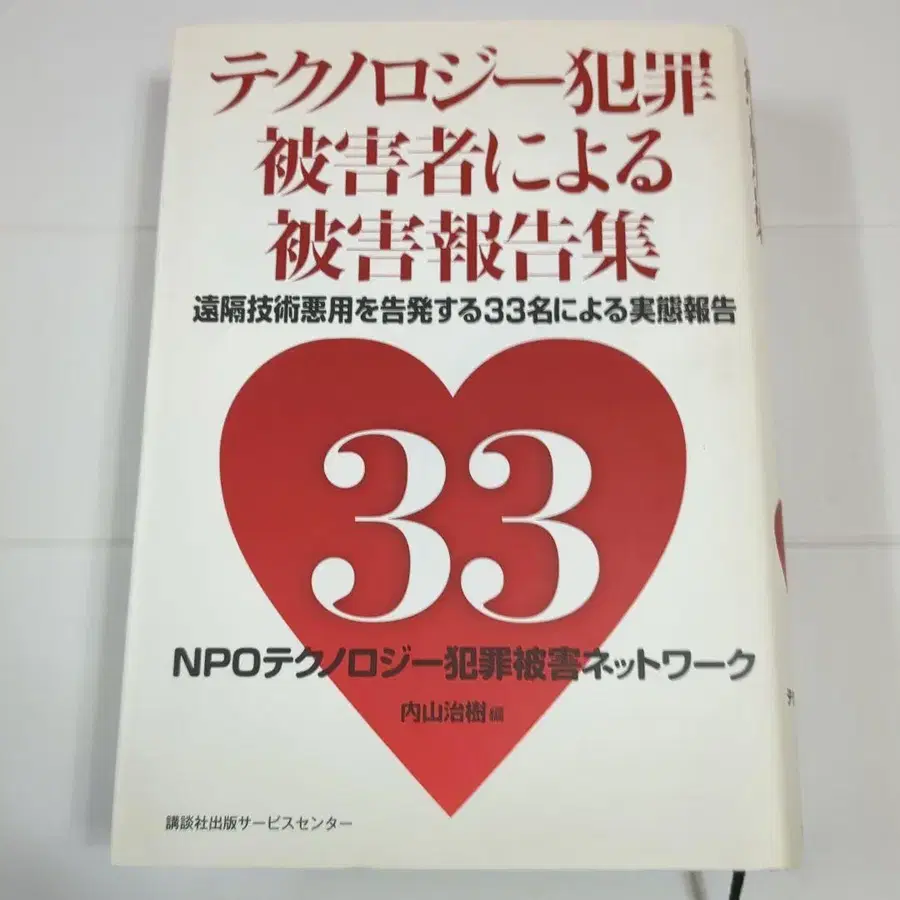 テクノロジー犯罪
被害者による
被害報告集
遠隔技術悪用を告発する33名による実態報告
33
NPOテクノロジー犯罪被害ネットワーク
内山治樹 編
講談社出版サービスセンター